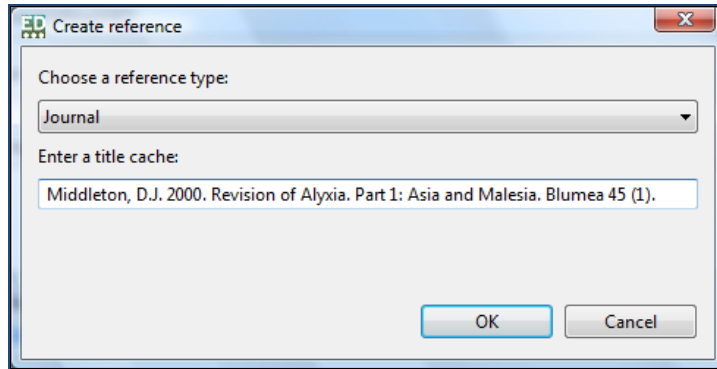 Create reference
Choose a reference type:
Journal
Enter a title cache:
Middleton, D.J. 2000. Revision of Alyxia. Part 1: Asia and Malesia. Blumea 45 (1).
OK Cancel